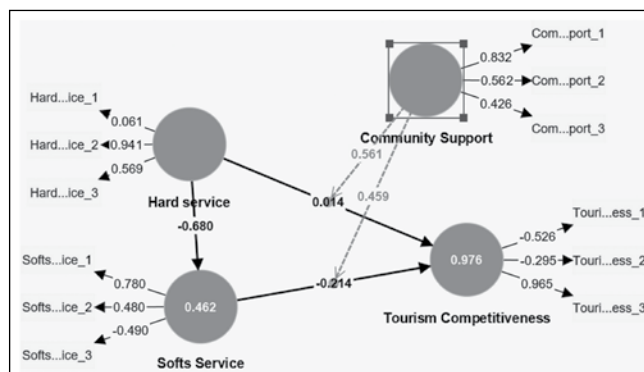 Com...port_1
0.832
0.562
Com...port_2
0.426
Com...port_3
Community Support
Hard...ice_1
0.061
Hard...ice_2
0.941
0.569
Hard...ice_3
Hard service
0.561
0.459
0.014
-0.680
-0.214
Softs...ice_1
0.780
Softs...ice_2
0.480
-0.490
Softs...ice_3
0.462
Softs Service
0.976
Tourism Competitiveness
Touri...ess_1
-0.526
-0.295
Touri...ess_2
0.965
Touri...ess_3